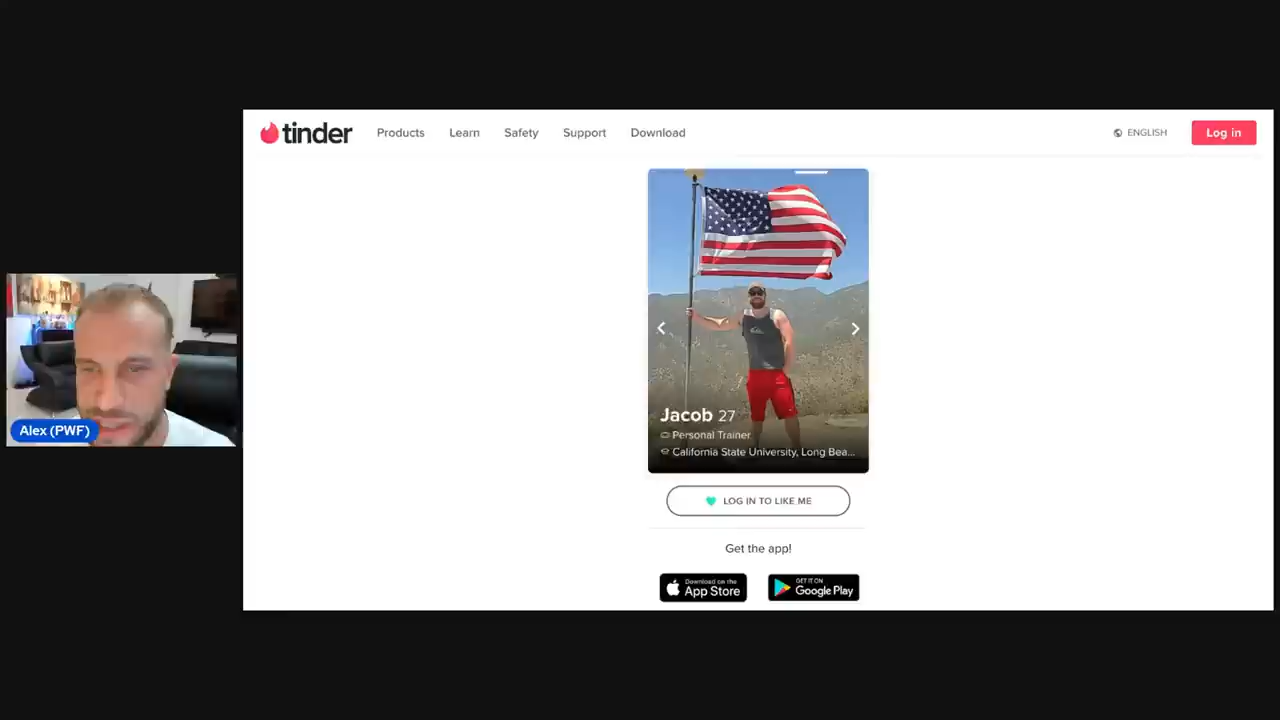 tinder
Products
Learn
Safety
Support
Download
ENGLISH
Log in
Jacob 27
Personal Trainer
California State University, Long Bea...
LOG IN TO LIKE ME
Get the app!
Download on the
App Store
GET IT ON
Google Play
Alex (PWF)